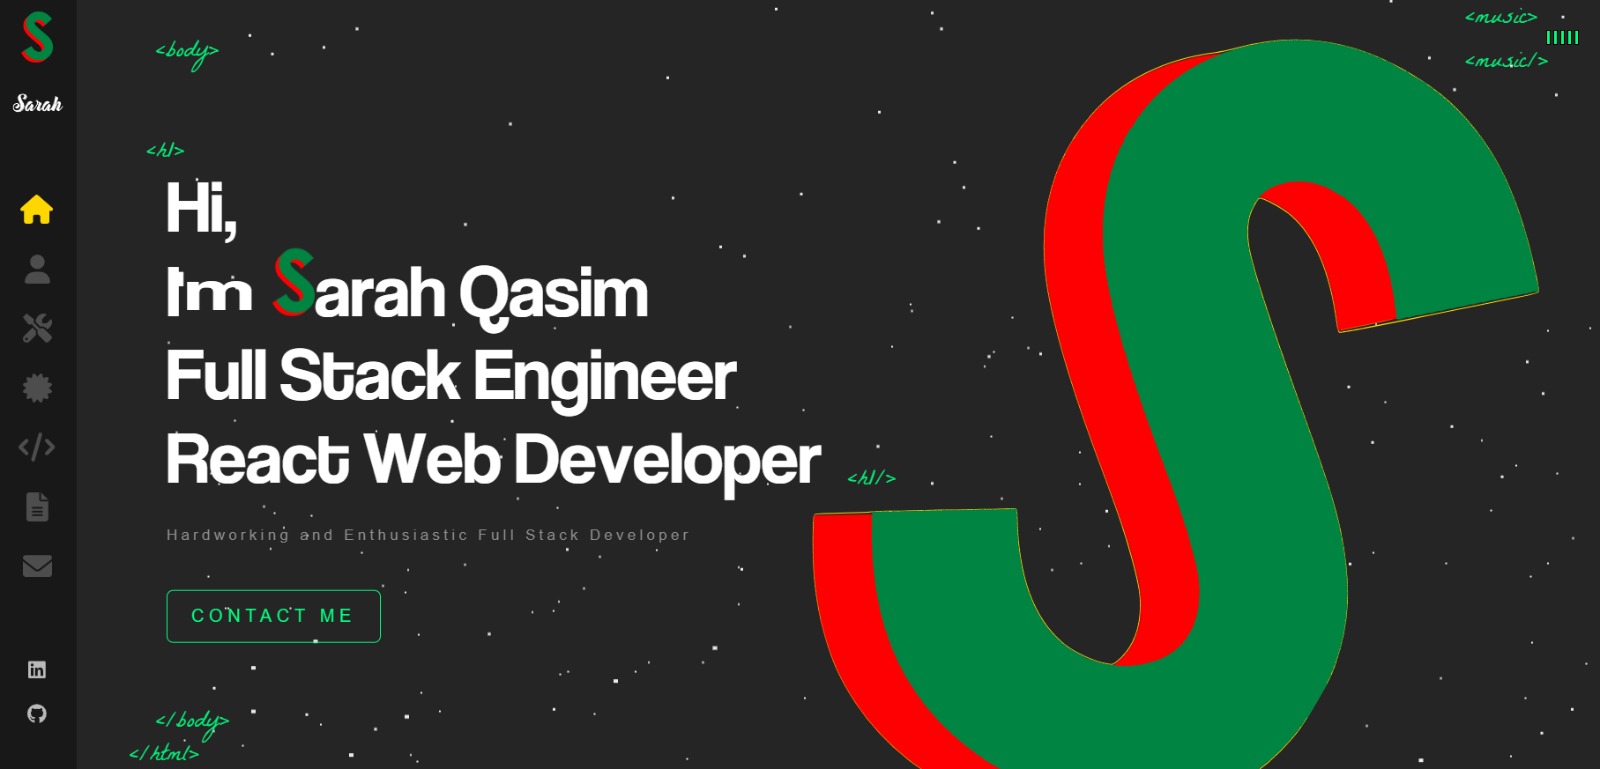 Sarah
<body>
<h1>
Hi,
I'm Sarah Qasim
Full Stack Engineer
React Web Developer
<h1/>
Hardworking and Enthusiastic Full Stack Developer
CONTACT ME
</body>
</html>
<music>
<music/>